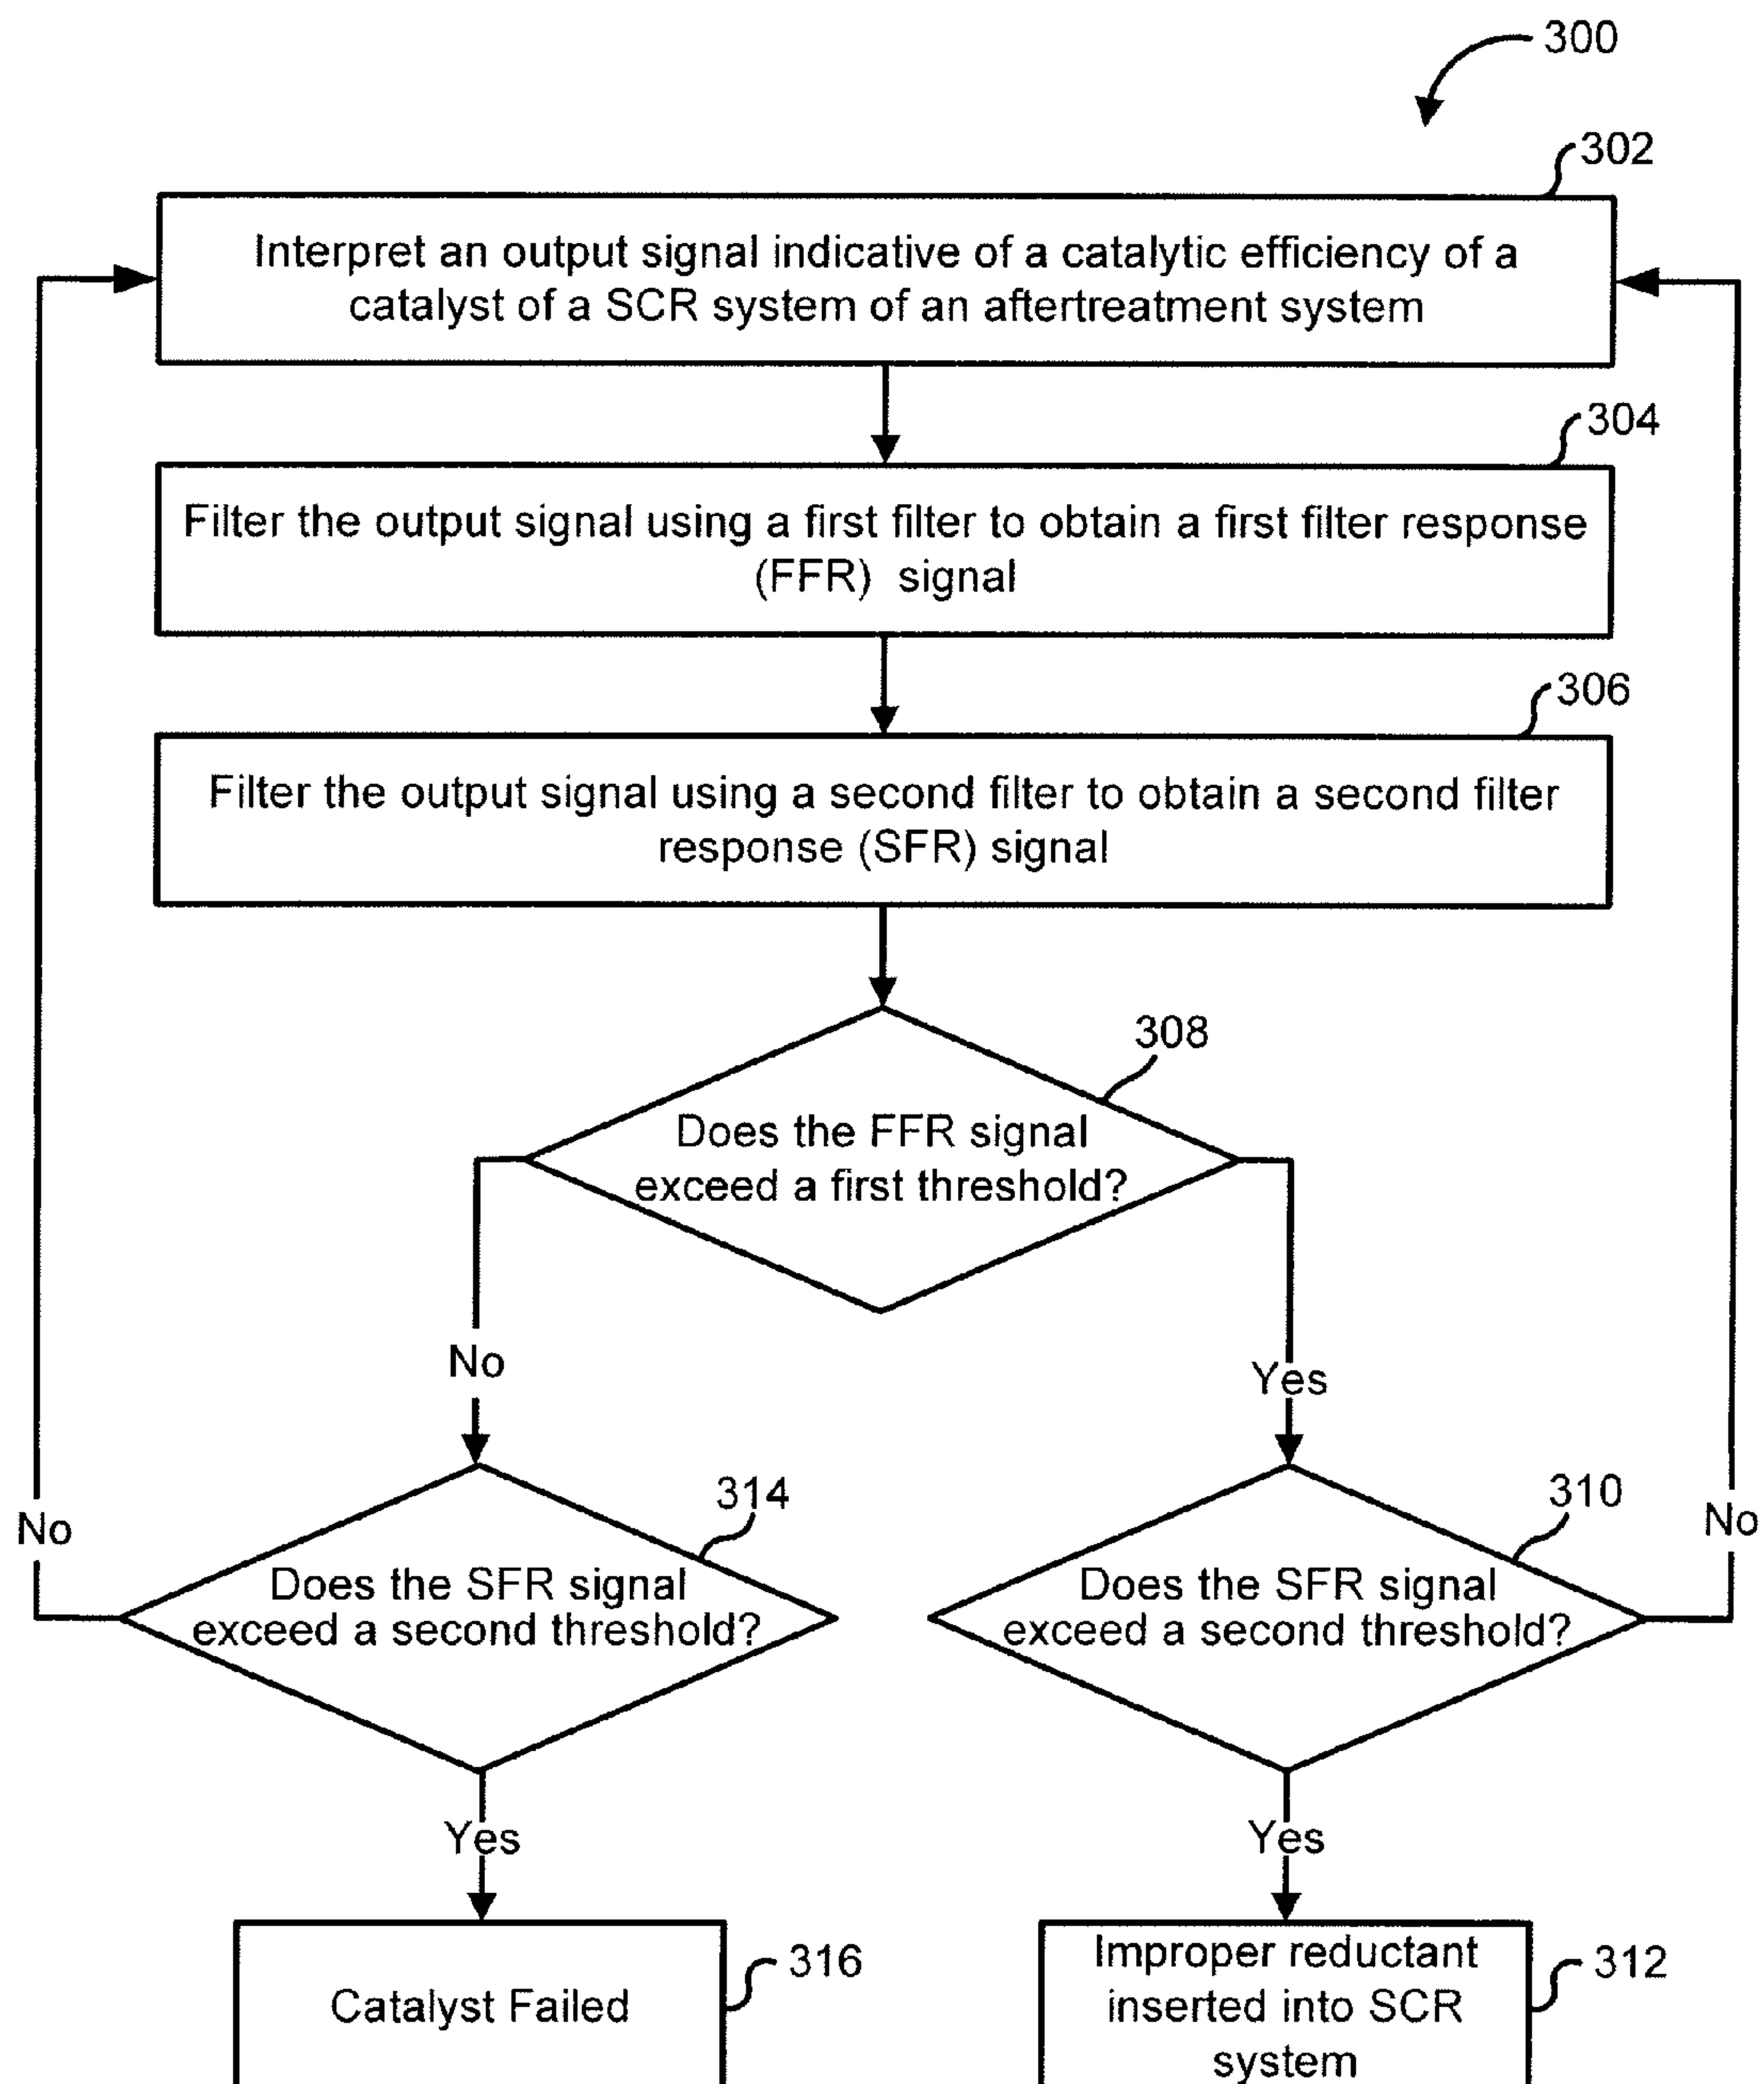 300
302
Interpret an output signal indicative of a catalytic efficiency of a
catalyst of a SCR system of an aftertreatment system
304
Filter the output signal using a first filter to obtain a first filter response
(FFR) signal
306
Filter the output signal using a second filter to obtain a second filter
response (SFR) signal
308
Does the FFR signal
exceed a first threshold?
No
Yes
314
310
No
No
Does the SFR signal
exceed a second threshold?
Does the SFR signal
exceed a second threshold?
Yes
Yes
316
Catalyst Failed
312
Improper reductant
inserted into SCR
system